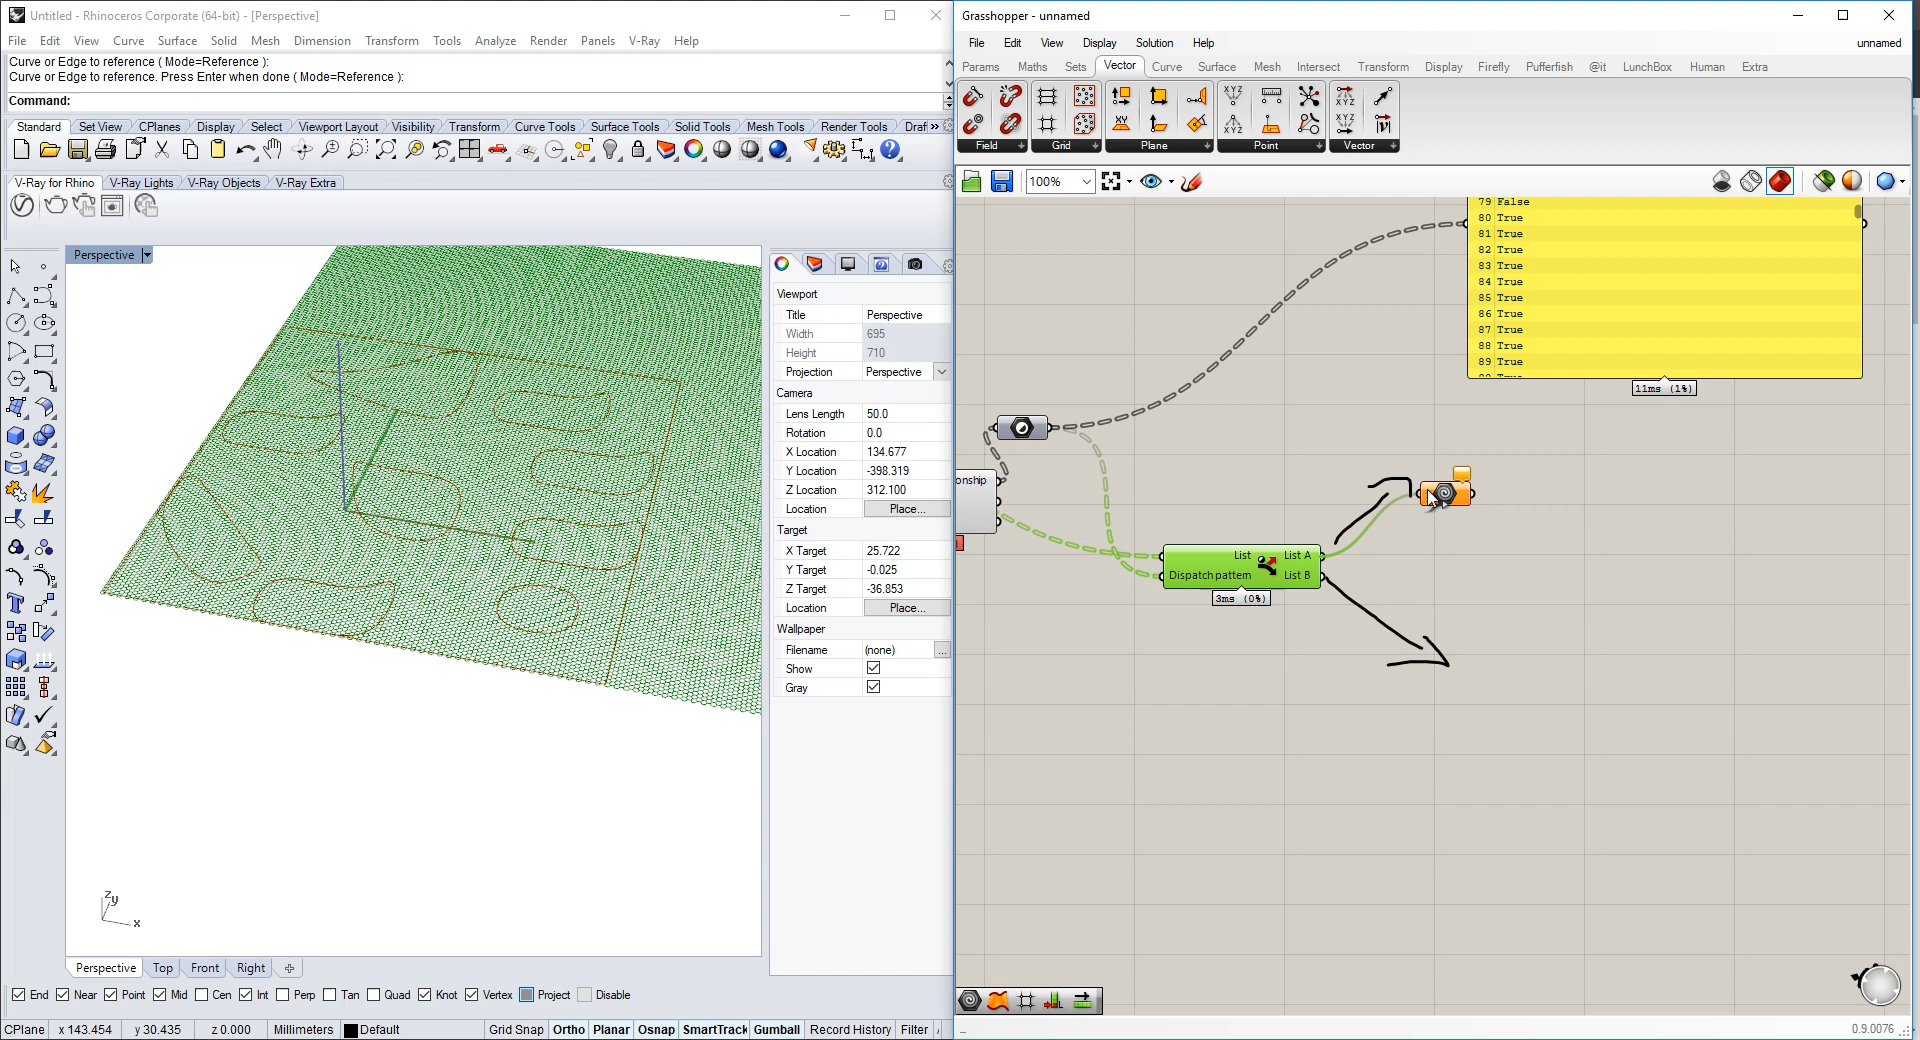 Untitled - Rhinoceros Corporate (64-bit) - [Perspective]
File Edit View Curve Surface Solid Mesh Dimension Transform Tools Analyze Render Panels V-Ray Help
Curve or Edge to reference ( Mode=Reference ):
Curve or Edge to reference. Press Enter when done ( Mode=Reference ):
Command:
Standard Set View CPlanes Display Select Viewport Layout Visibility Transform Curve Tools Surface Tools Solid Tools Mesh Tools Render Tools Draf »
V-Ray for Rhino V-Ray Lights V-Ray Objects V-Ray Extra
Perspective
z y x
Viewport
Title Perspective
Width 695
Height 710
Projection Perspective
Camera
Lens Length 50.0
Rotation 0.0
X Location 134.677
Y Location -398.319
Z Location 312.100
Location Place...
Target
X Target 25.722
Y Target -0.025
Z Target -36.853
Location Place...
Wallpaper
Filename (none) ...
Show
Gray
Perspective Top Front Right
End Near Point Mid Cen Int Perp Tan Quad Knot Vertex Project Disable
CPlane x 143.454 y 30.435 z 0.000 Millimeters Default Grid Snap Ortho Planar Osnap SmartTrack Gumball Record History Filter
Grasshopper - unnamed
File Edit View Display Solution Help unnamed
Params Maths Sets Vector Curve Surface Mesh Intersect Transform Display Firefly Pufferfish @it LunchBox Human Extra
XYZ XYZ
XY XYZ XYZ
Field Grid Plane Point Vector
100%
79 False
80 True
81 True
82 True
83 True
84 True
85 True
86 True
87 True
88 True
89 True
11ms (1%)
onship
List List A
Dispatch pattern List B
3ms (0%)
0.9.0076